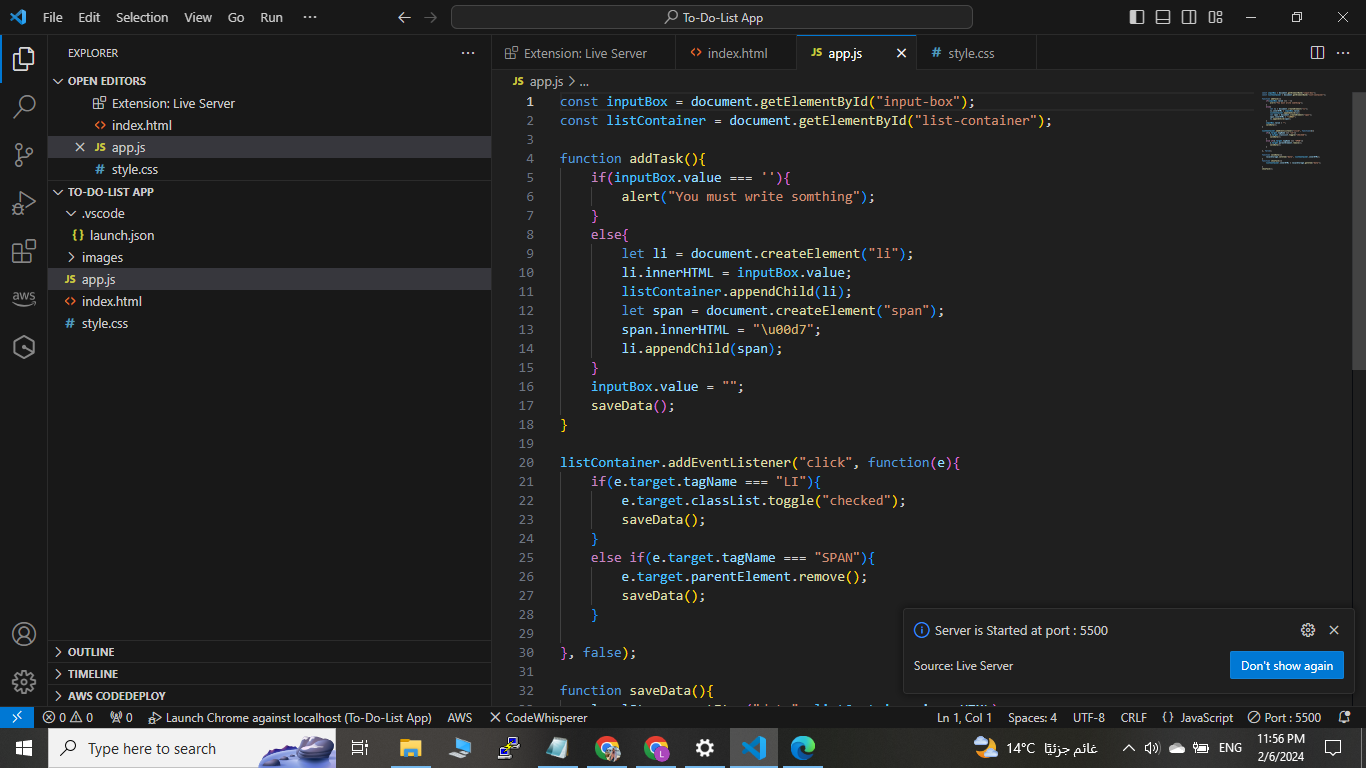 File Edit Selection View Go Run ···
To-Do-List App
EXPLORER
OPEN EDITORS
Extension: Live Server
index.html
JS app.js
# style.css
TO-DO-LIST APP
.vscode
{} launch.json
images
JS app.js
index.html
# style.css
OUTLINE
TIMELINE
AWS CODEDEPLOY
aws
Extension: Live Server
index.html
JS app.js
# style.css
JS app.js > ...
1 const inputBox = document.getElementById("input-box");
2 const listContainer = document.getElementById("list-container");
3
4 function addTask(){
5 if(inputBox.value === ''){
6 alert("You must write somthing");
7 }
8 else{
9 let li = document.createElement("li");
10 li.innerHTML = inputBox.value;
11 listContainer.appendChild(li);
12 let span = document.createElement("span");
13 span.innerHTML = "\u00d7";
14 li.appendChild(span);
15 }
16 inputBox.value = "";
17 saveData();
18 }
19
20 listContainer.addEventListener("click", function(e){
21 if(e.target.tagName === "LI"){
22 e.target.classList.toggle("checked");
23 saveData();
24 }
25 else if(e.target.tagName === "SPAN"){
26 e.target.parentElement.remove();
27 saveData();
28 }
29
30 }, false);
31
32 function saveData(){
Server is Started at port : 5500
Source: Live Server
Don't show again
0 0 0 Launch Chrome against localhost (To-Do-List App) AWS CodeWhisperer
Ln 1, Col 1 Spaces: 4 UTF-8 CRLF {} JavaScript Port : 5500
Type here to search
14°C غائم جزئيًا
ENG
11:56 PM
2/6/2024